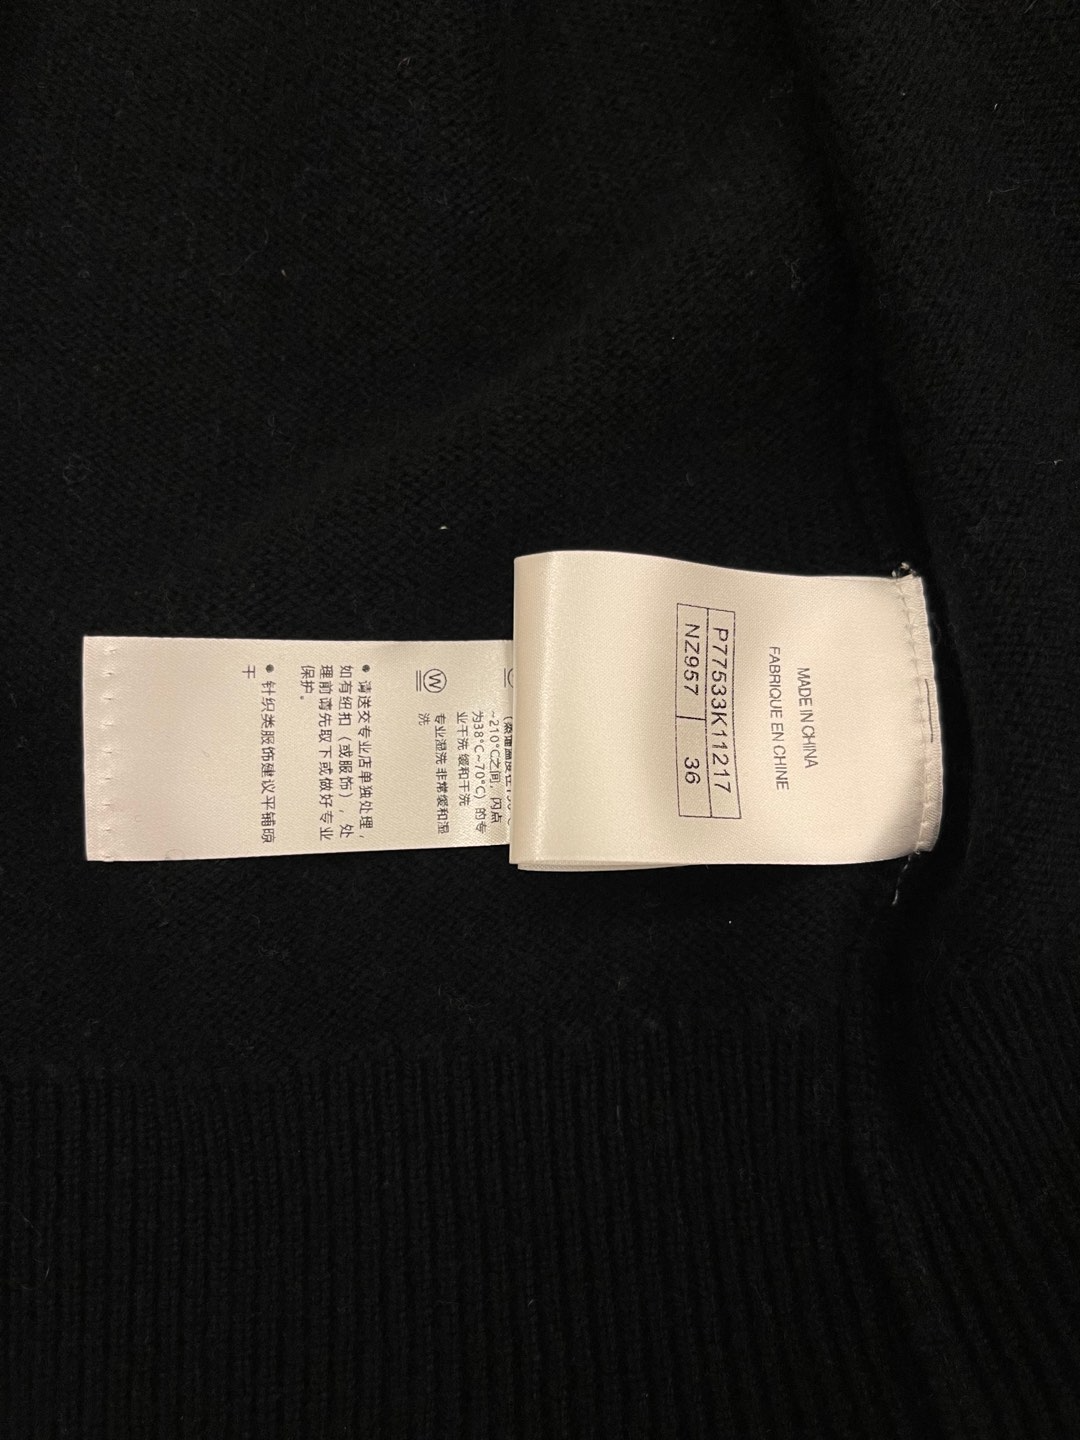 MADE IN CHINA
FABRIQUE EN CHINE
P77533K11217
NZ957 36
~210°C之间，闪点
为38°C~70°C）的专
业干洗 缓和干洗
W
专业湿洗 非常缓和湿
洗
● 请送交专业店单独处理，
如有纽扣（或服饰），处
理前请先取下或做好专业
保护。
● 针织类服饰建议平铺晾
干